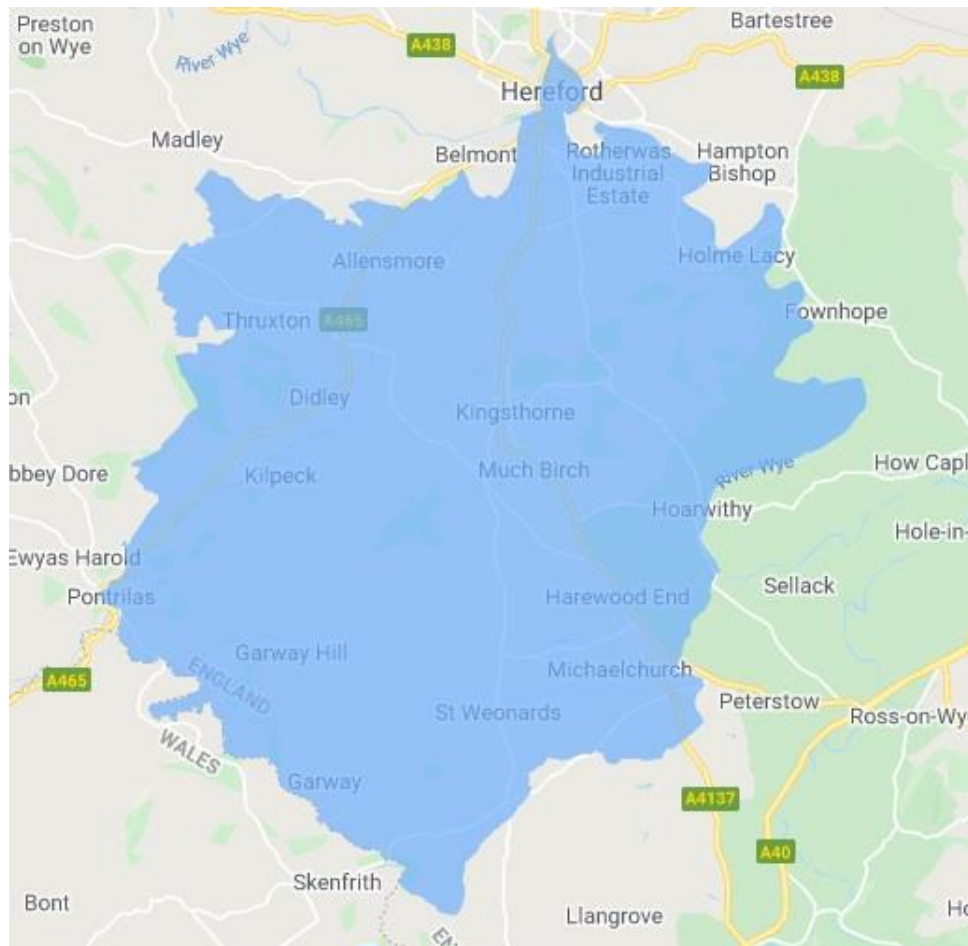 Preston
on Wye
River Wye
A438
Bartestree
A438
Hereford
Madley
Belmont
Rotherwas
Industrial
Estate
Hampton
Bishop
Allensmore
Holme Lacy
Thruxton
A465
Fownhope
on
Didley
Kingsthorne
bbey Dore
Kilpeck
Much Birch
River Wye
How Capl
Hoarwithy
Hole-in-
Ewyas Harold
Pontrilas
Harewood End
Sellack
Garway Hill
ENGLAND
A465
Michaelchurch
Peterstow
St Weonards
Ross-on-Wy
WALES
Garway
A4137
A40
Skenfrith
Bont
Llangrove
EN
Ho